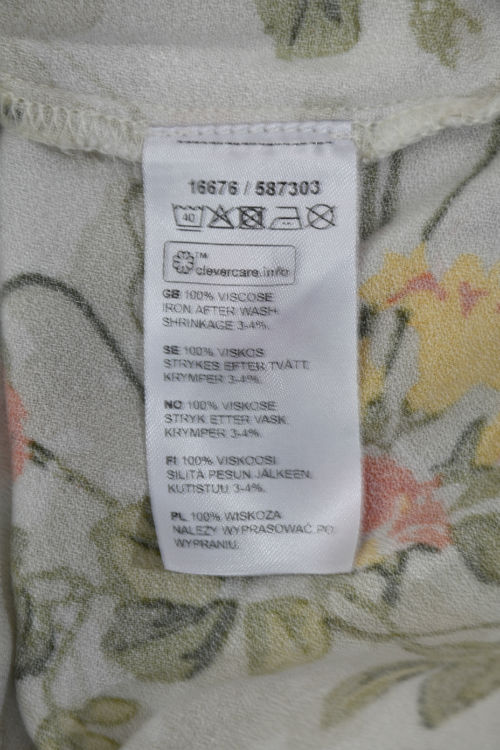 16676 / 587303
40
™
clevercare.info
GB 100% VISCOSE
IRON AFTER WASH.
SHRINKAGE 3-4%.
SE 100% VISKOS
STRYKES EFTER TVÄTT.
KRYMPER 3-4%.
NO 100% VISKOSE
STRYK ETTER VASK.
KRYMPER 3-4%.
FI 100% VISKOOSI
SILITÄ PESUN JÄLKEEN.
KUTISTUU 3-4%.
PL 100% WISKOZA
NALEŻY WYPRASOWAĆ PO
WYPRANIU.